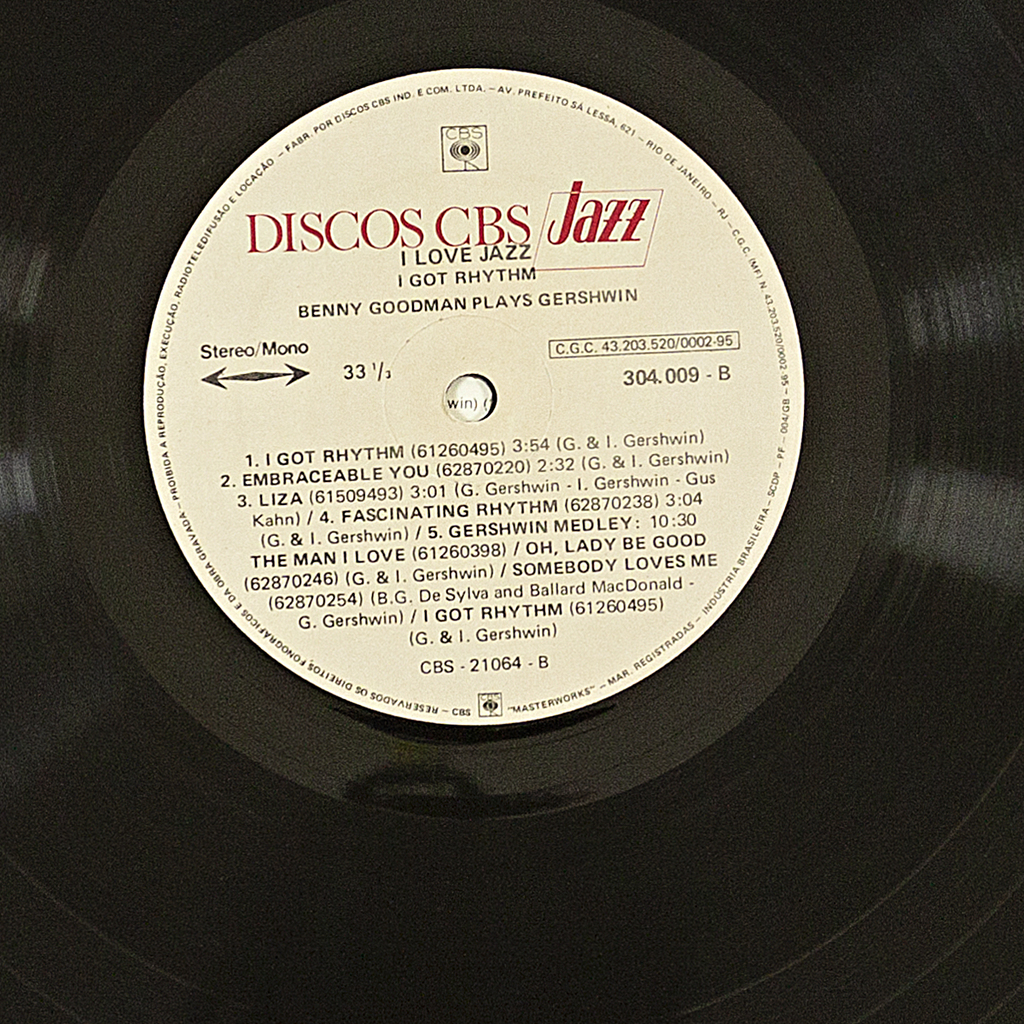 CBS
DISCOS CBS Jazz
I LOVE JAZZ
I GOT RHYTHM
BENNY GOODMAN PLAYS GERSHWIN
Stereo/Mono
33 1/3
C.G.C. 43.203.520/0002-95
304.009 - B
win) (
1. I GOT RHYTHM (61260495) 3:54 (G. & I. Gershwin)
2. EMBRACEABLE YOU (62870220) 2:32 (G. & I. Gershwin)
3. LIZA (61509493) 3:01 (G. Gershwin - I. Gershwin - Gus
Kahn) / 4. FASCINATING RHYTHM (62870238) 3:04
(G. & I. Gershwin) / 5. GERSHWIN MEDLEY: 10:30
THE MAN I LOVE (61260398) / OH, LADY BE GOOD
(62870246) (G. & I. Gershwin) / SOMEBODY LOVES ME
(62870254) (B.G. De Sylva and Ballard MacDonald -
G. Gershwin) / I GOT RHYTHM (61260495)
(G. & I. Gershwin)
CBS - 21064 - B
CBS "MASTERWORKS" - MAR. REGISTRADAS - INDÚSTRIA BRASILEIRA - SCDP - PF - 004/GB
RESERVADOS OS DIREITOS FONOGRÁFICOS E DA OBRA GRAVADA - PROIBIDA A REPRODUÇÃO, EXECUÇÃO, RADIOTELEDIFUSÃO E LOCAÇÃO - FABR. POR DISCOS CBS IND. E COM. LTDA. - AV. PREFEITO SÁ LESSA, 621 - RIO DE JANEIRO - RJ - C.G.C. (MF) N. 43.203.520/0002-95